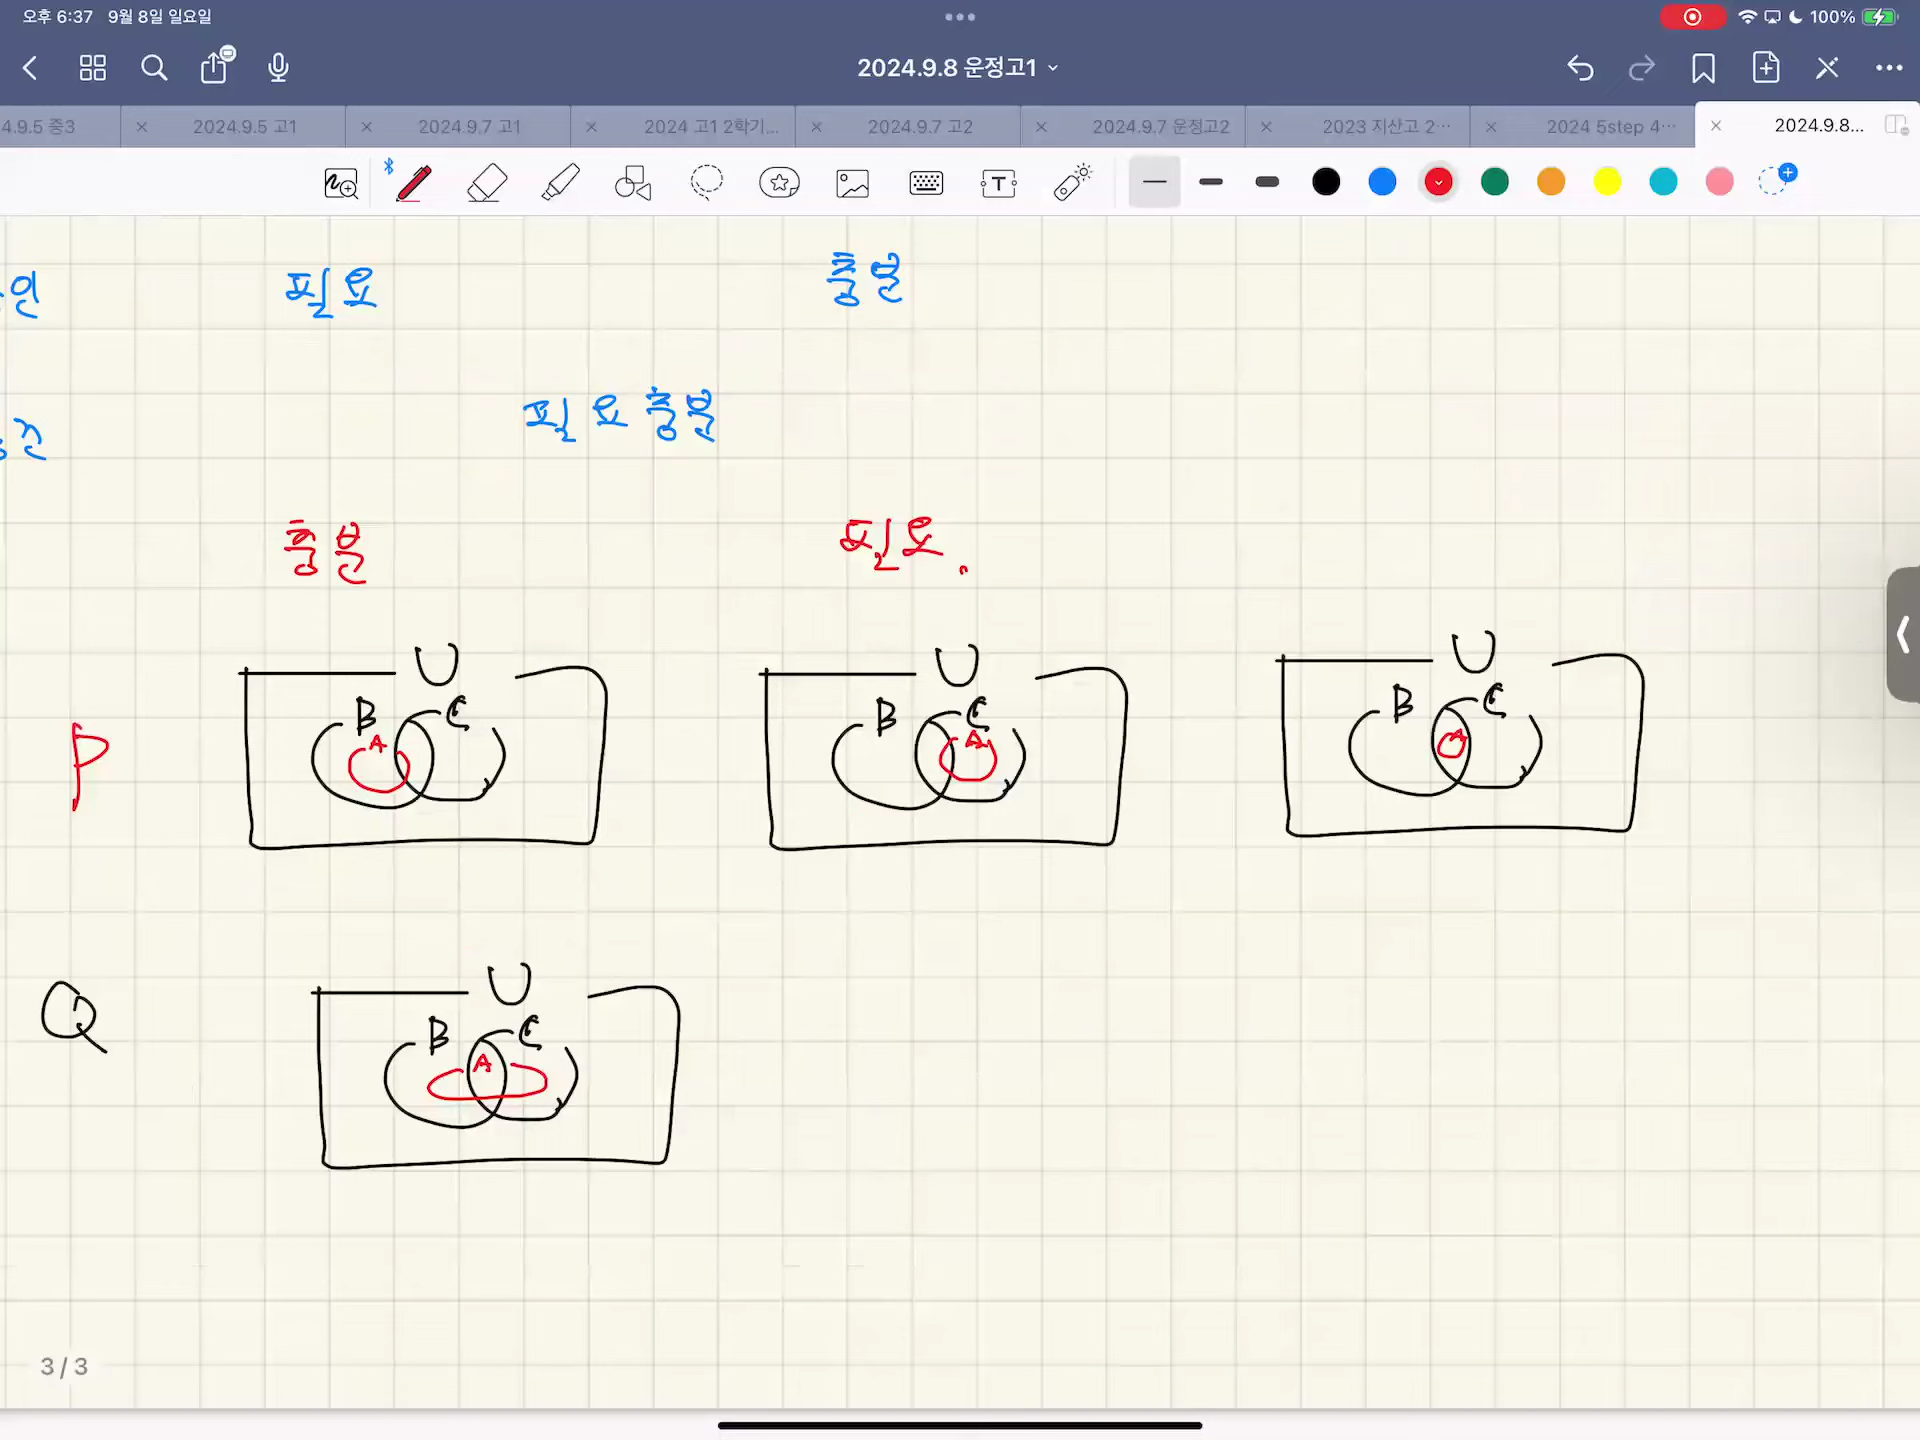 오후 6:37 9월 8일 일요일 100%
2024.9.8 운정고1
4.9.5 중3 2024.9.5 고1 2024.9.7 고1 2024 고1 2학기... 2024.9.7 고2 2024.9.7 운정고2 2023 지산고 2... 2024 5step 4... 2024.9.8...
인 필요 충분
필요충분
충분 필요.
U U U
B C B C B C
P A A A
U
Q B C
A
3 / 3